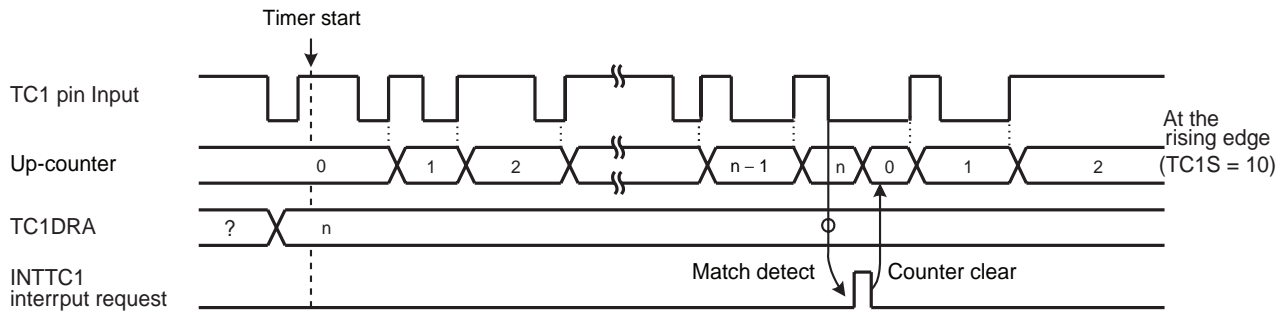 Timer start
TC1 pin Input
At the
rising edge
(TC1S = 10)
Up-counter
0
1
2
n – 1
n
0
1
2
TC1DRA
?
n
Match detect
Counter clear
INTTC1
interrput request